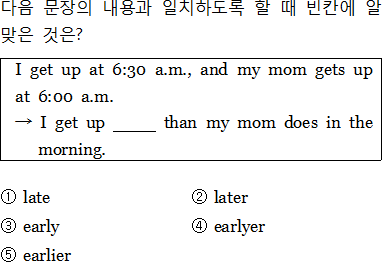 다음 문장의 내용과 일치하도록 할 때 빈칸에 알
맞은 것은?
I get up at 6:30 a.m., and my mom gets up
at 6:00 a.m.
→ I get up _____ than my mom does in the
morning.
① late ② later
③ early ④ earlyer
⑤ earlier